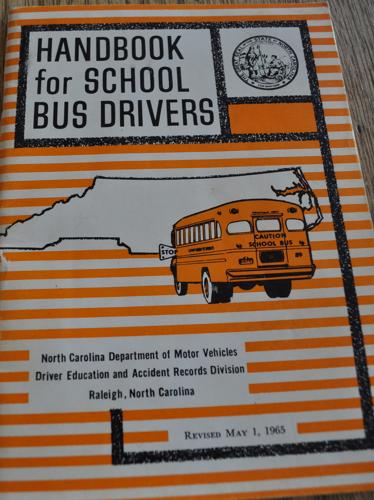 HANDBOOK
for SCHOOL
BUS DRIVERS
STOP
CAUTION
SCHOOL BUS
North Carolina Department of Motor Vehicles
Driver Education and Accident Records Division
Raleigh, North Carolina
REVISED MAY 1, 1965